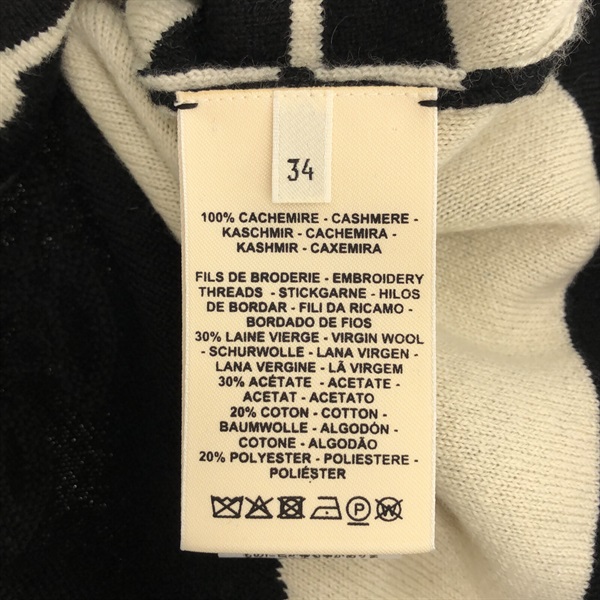 34
100% CACHEMIRE - CASHMERE -
KASCHMIR - CACHEMIRA -
KASHMIR - CAXEMIRA
FILS DE BRODERIE - EMBROIDERY
THREADS - STICKGARNE - HILOS
DE BORDAR - FILI DA RICAMO -
BORDADO DE FIOS
30% LAINE VIERGE - VIRGIN WOOL
- SCHURWOLLE - LANA VIRGEN -
LANA VERGINE - LÃ VIRGEM
30% ACÉTATE - ACETATE -
ACETAT - ACETATO
20% COTON - COTTON -
BAUMWOLLE - ALGODÓN -
COTONE - ALGODÃO
20% POLYESTER - POLIESTERE -
POLIÉSTER
P W